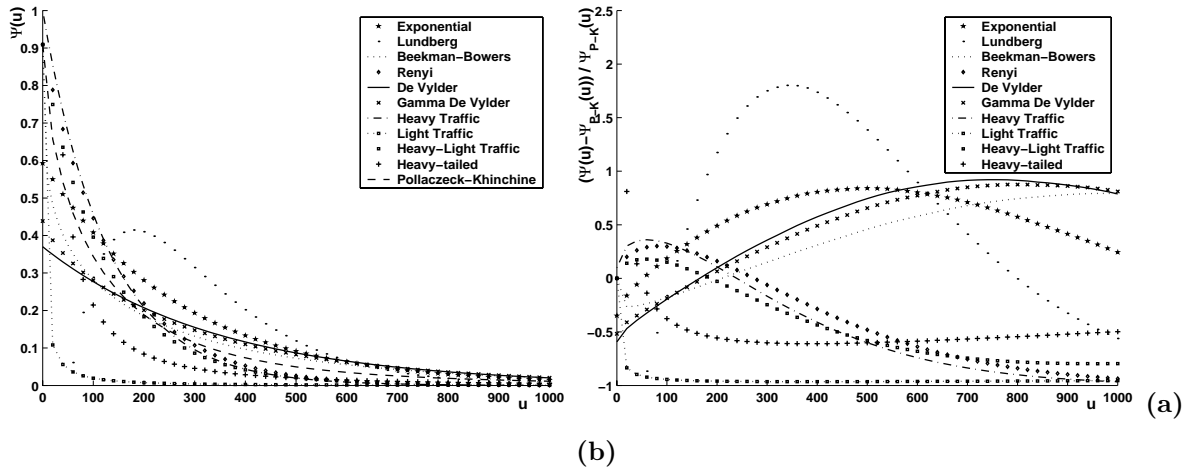 Ψ(u)
1
0.9
0.8
0.7
0.6
0.5
0.4
0.3
0.2
0.1
0
0 100 200 300 400 500 600 700 800 900 1000
u
Exponential
Lundberg
Beekman−Bowers
Renyi
De Vylder
Gamma De Vylder
Heavy Traffic
Light Traffic
Heavy−Light Traffic
Heavy−tailed
Pollaczeck−Khinchine
(Ψ(u)−Ψ_P−K(u)) / Ψ_P−K(u)
2.5
2
1.5
1
0.5
0
−0.5
−1
0 100 200 300 400 500 600 700 800 900 1000
u
Exponential
Lundberg
Beekman−Bowers
Renyi
De Vylder
Gamma De Vylder
Heavy Traffic
Light Traffic
Heavy−Light Traffic
Heavy−tailed
(a)
(b)